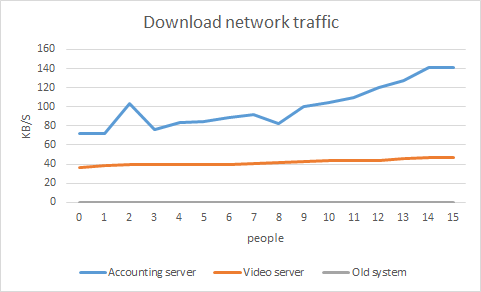 Download network traffic
160
140
120
100
80
60
40
20
0
KB/S
0 1 2 3 4 5 6 7 8 9 10 11 12 13 14 15
people
Accounting server Video server Old system